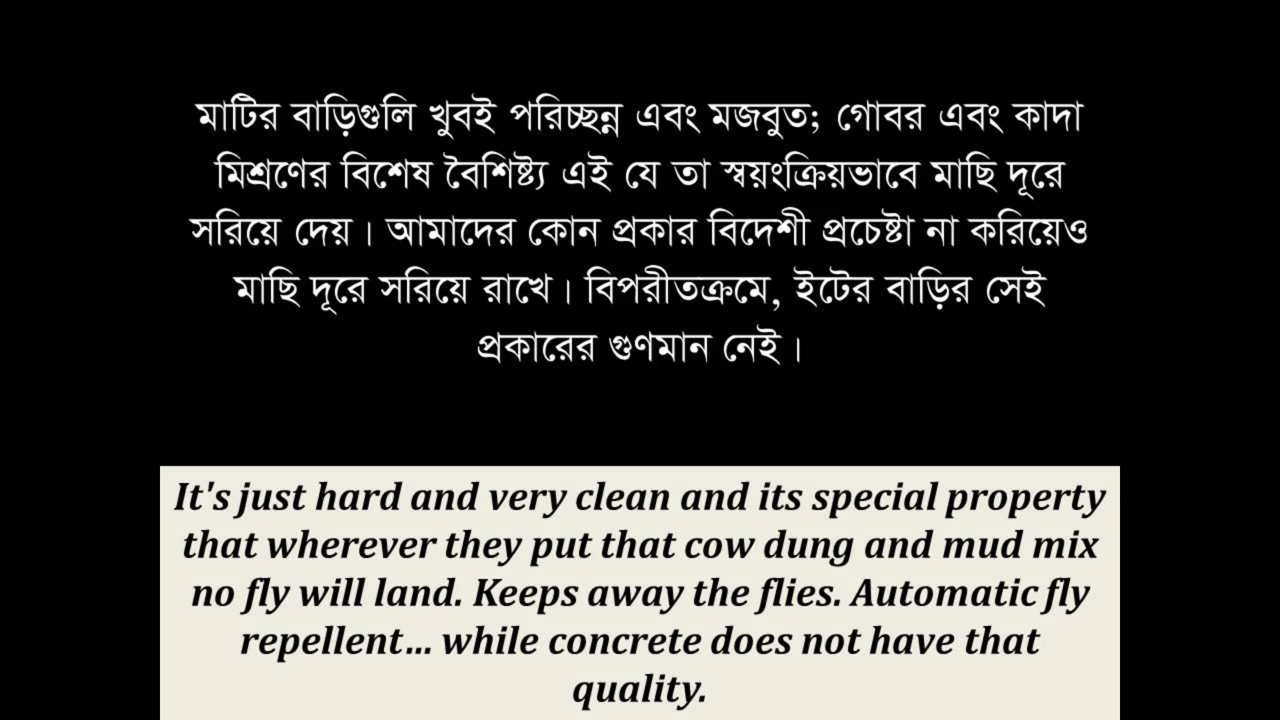 মাটির বাড়িগুলি খুবই পরিচ্ছন্ন এবং মজবুত; গোবর এবং কাদা
মিশ্রণের বিশেষ বৈশিষ্ট্য এই যে তা স্বয়ংক্রিয়ভাবে মাছি দূরে
সরিয়ে দেয়। আমাদের কোন প্রকার বিদেশী প্রচেষ্টা না করিয়েও
মাছি দূরে সরিয়ে রাখে। বিপরীতক্রমে, ইটের বাড়ির সেই
প্রকারের গুণমান নেই।
It's just hard and very clean and its special property
that wherever they put that cow dung and mud mix
no fly will land. Keeps away the flies. Automatic fly
repellent... while concrete does not have that
quality.